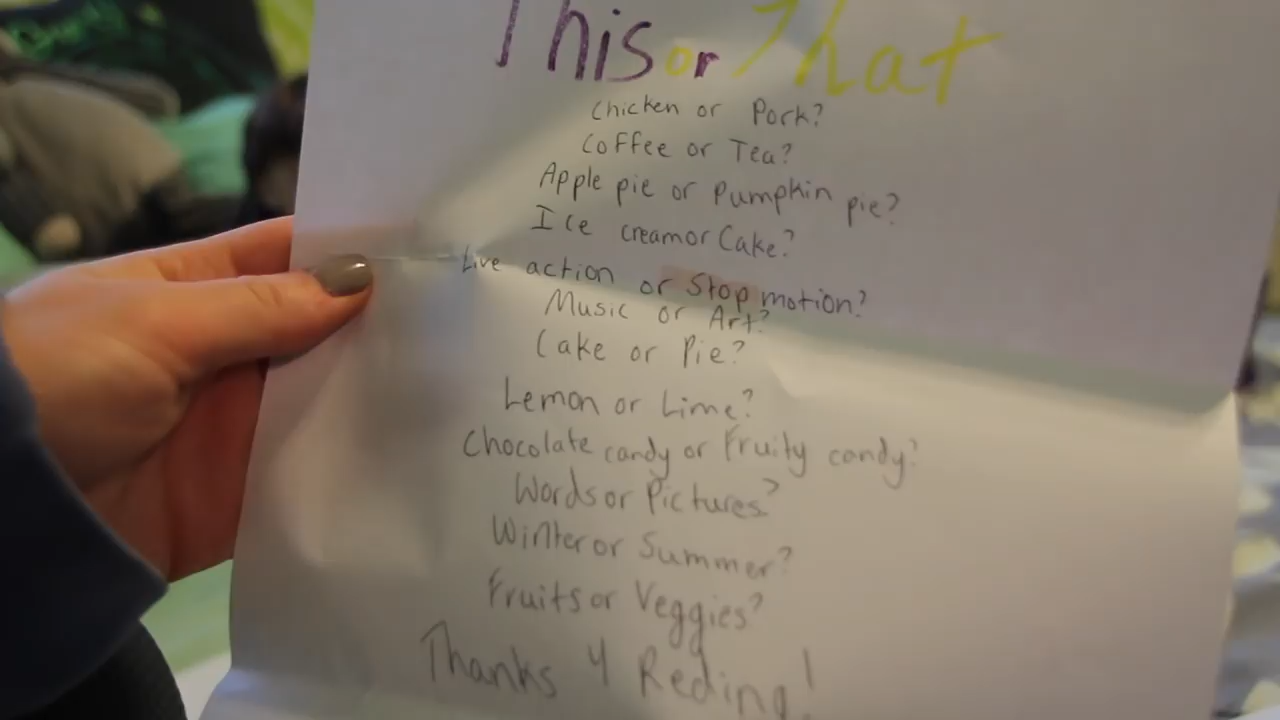 This or That
Chicken or Pork?
Coffee or Tea?
Apple pie or Pumpkin pie?
Ice cream or Cake?
Live action or Stop motion?
Music or Art?
Cake or Pie?
Lemon or Lime?
Chocolate candy or Fruity candy?
Words or Pictures?
Winter or Summer?
Fruits or Veggies?
Thanks 4 Reding!